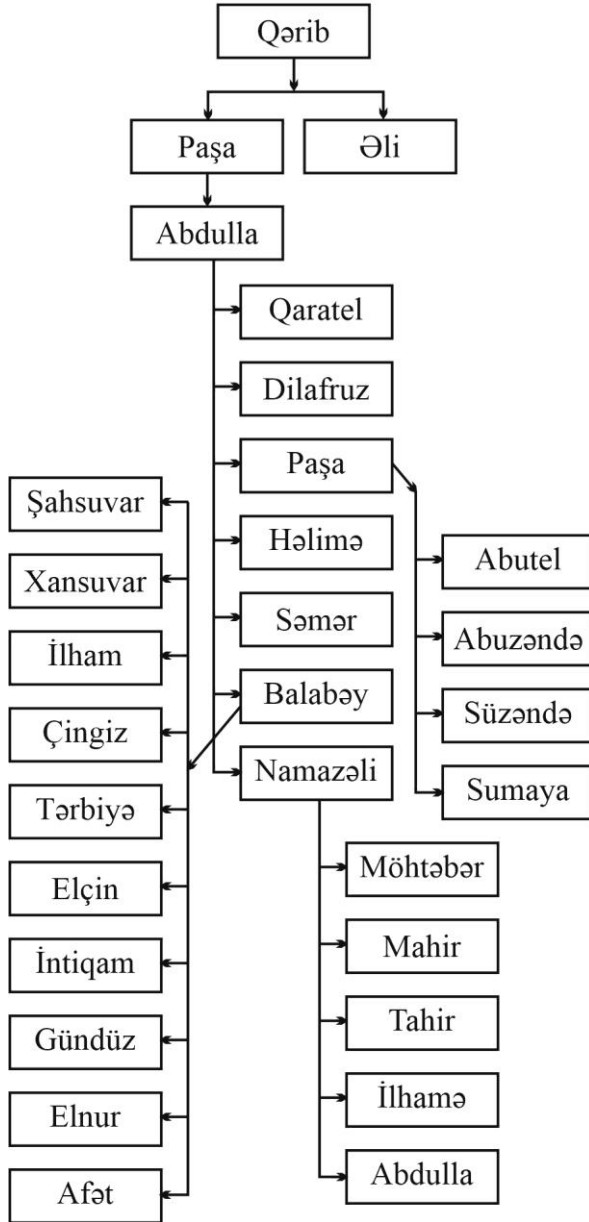 Qərib
Paşa
Əli
Abdulla
Qaratel
Dilafruz
Paşa
Həlimə
Səmər
Balabəy
Namazəli
Şahsuvar
Xansuvar
İlham
Çingiz
Tərbiyə
Elçin
İntiqam
Gündüz
Elnur
Afət
Abutel
Abuzəndə
Süzəndə
Sumaya
Möhtəbər
Mahir
Tahir
İlhamə
Abdulla